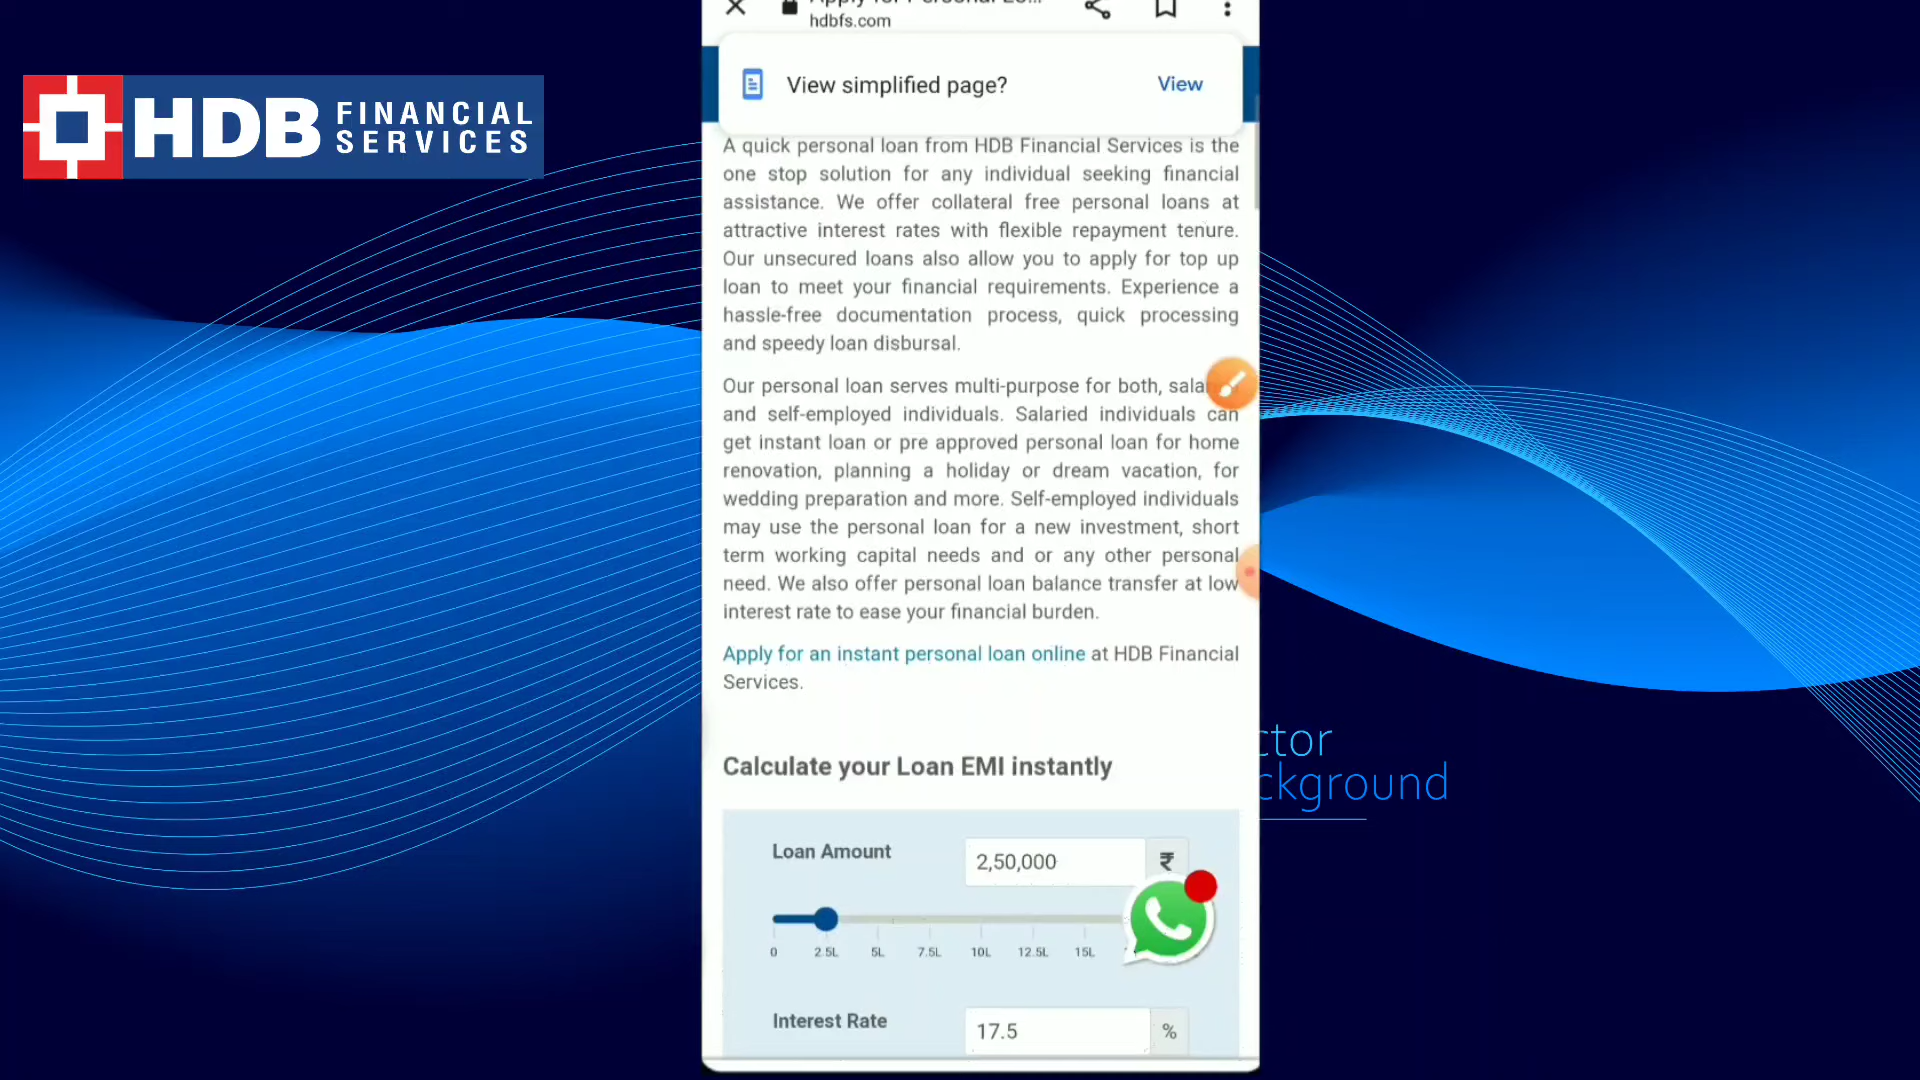 HDB FINANCIAL
SERVICES
hdbfs.com
View simplified page?
View
A quick personal loan from HDB Financial Services is the
one stop solution for any individual seeking financial
assistance. We offer collateral free personal loans at
attractive interest rates with flexible repayment tenure.
Our unsecured loans also allow you to apply for top up
loan to meet your financial requirements. Experience a
hassle-free documentation process, quick processing
and speedy loan disbursal.
Our personal loan serves multi-purpose for both,
and self-employed individuals. Salaried individuals can
get instant loan or pre approved personal loan for home
renovation, planning a holiday or dream vacation, for
wedding preparation and more. Self-employed individuals
may use the personal loan for a new investment, short
term working capital needs and or any other personal
need. We also offer personal loan balance transfer at low
interest rate to ease your financial burden.
Apply for an instant personal loan online at HDB Financial
Services.
Calculate your Loan EMI instantly
Loan Amount
2,50,000
₹
0 2.5L 5L 7.5L 10L 12.5L 15L
Interest Rate
17.5
%
ctor
ckground